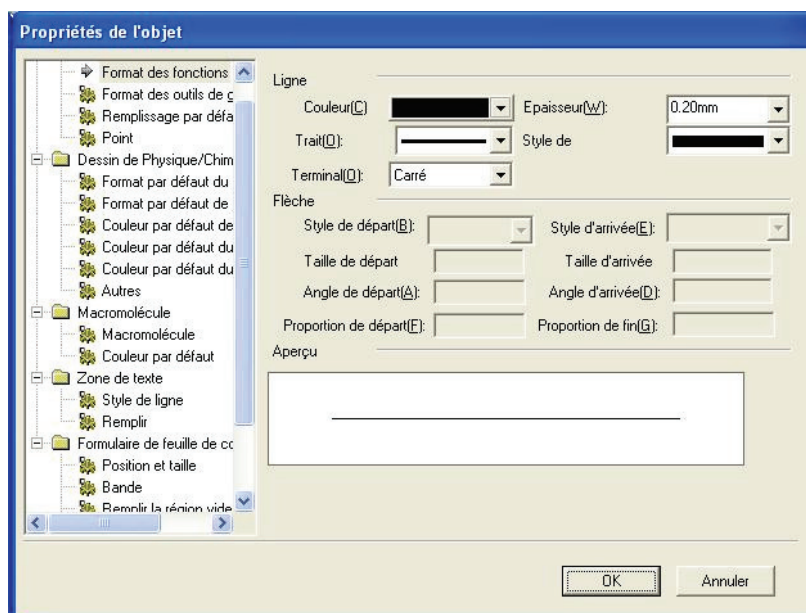 Propriétés de l'objet
Format des fonctions
Format des outils de g
Remplissage par défa
Point
Dessin de Physique/Chim
Format par défaut du
Format par défaut de
Couleur par défaut de
Couleur par défaut du
Couleur par défaut du
Autres
Macromolécule
Macromolécule
Couleur par défaut
Zone de texte
Style de ligne
Remplir
Formulaire de feuille de co
Position et taille
Bande
Remplir la région vide
Ligne
Couleur(C)
Epaisseur(W):
0.20mm
Trait(O):
Style de
Terminal(O):
Carré
Flèche
Style de départ(B):
Style d'arrivée(E):
Taille de départ
Taille d'arrivée
Angle de départ(A):
Angle d'arrivée(D):
Proportion de départ(F):
Proportion de fin(G):
Aperçu
OK
Annuler